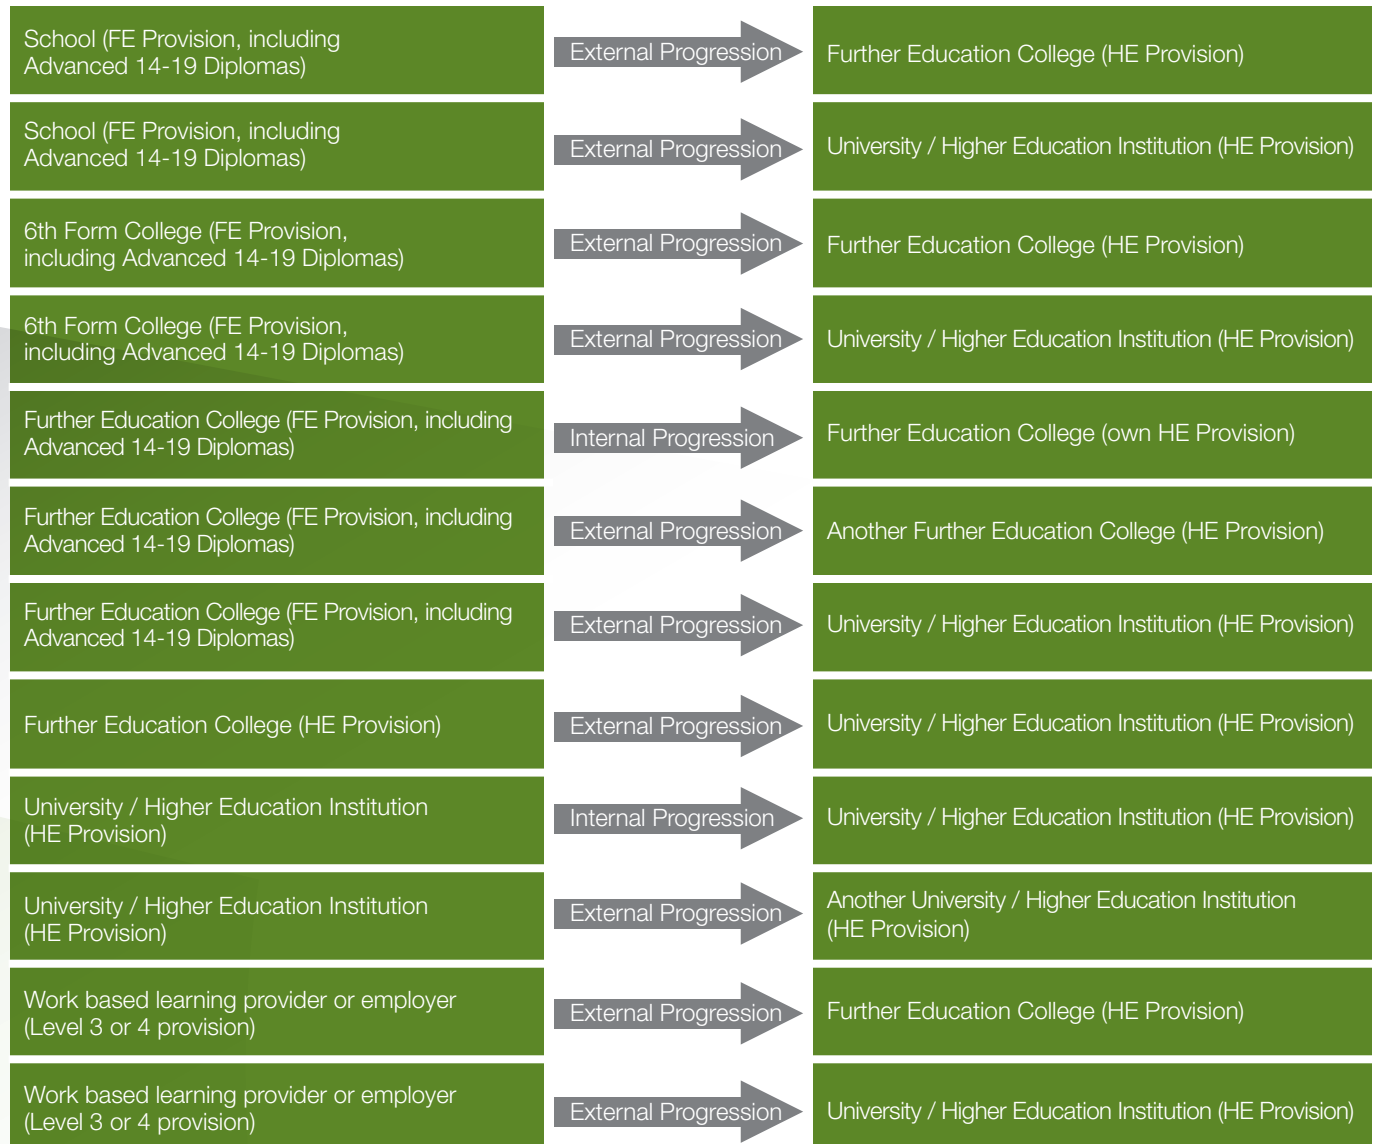 School (FE Provision, including
Advanced 14-19 Diplomas)
External Progression
Further Education College (HE Provision)
School (FE Provision, including
Advanced 14-19 Diplomas)
External Progression
University / Higher Education Institution (HE Provision)
6th Form College (FE Provision,
including Advanced 14-19 Diplomas)
External Progression
Further Education College (HE Provision)
6th Form College (FE Provision,
including Advanced 14-19 Diplomas)
External Progression
University / Higher Education Institution (HE Provision)
Further Education College (FE Provision, including
Advanced 14-19 Diplomas)
Internal Progression
Further Education College (own HE Provision)
Further Education College (FE Provision, including
Advanced 14-19 Diplomas)
External Progression
Another Further Education College (HE Provision)
Further Education College (FE Provision, including
Advanced 14-19 Diplomas)
External Progression
University / Higher Education Institution (HE Provision)
Further Education College (HE Provision)
External Progression
University / Higher Education Institution (HE Provision)
University / Higher Education Institution
(HE Provision)
Internal Progression
University / Higher Education Institution (HE Provision)
University / Higher Education Institution
(HE Provision)
External Progression
Another University / Higher Education Institution
(HE Provision)
Work based learning provider or employer
(Level 3 or 4 provision)
External Progression
Further Education College (HE Provision)
Work based learning provider or employer
(Level 3 or 4 provision)
External Progression
University / Higher Education Institution (HE Provision)